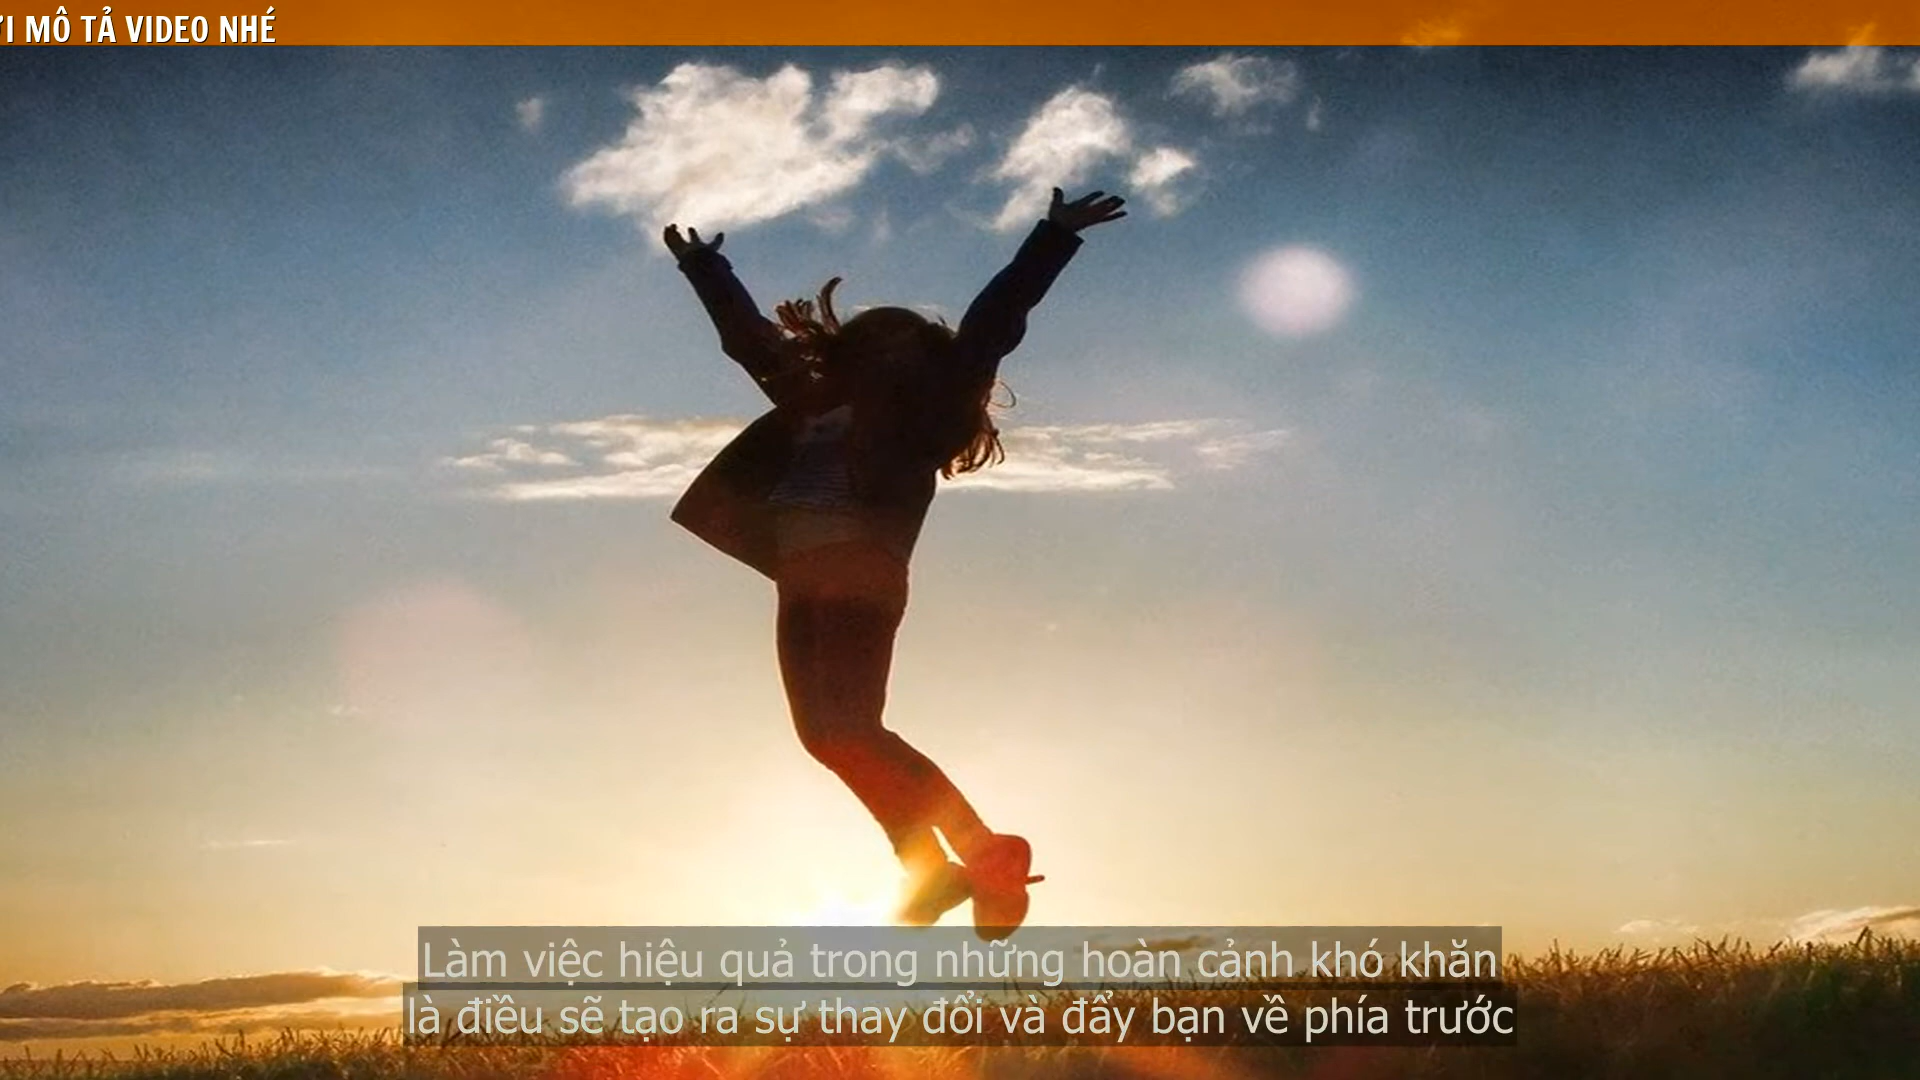 MÔ TẢ VIDEO NHÉ
Làm việc hiệu quả trong những hoàn cảnh khó khăn
là điều sẽ tạo ra sự thay đổi và đẩy bạn về phía trước